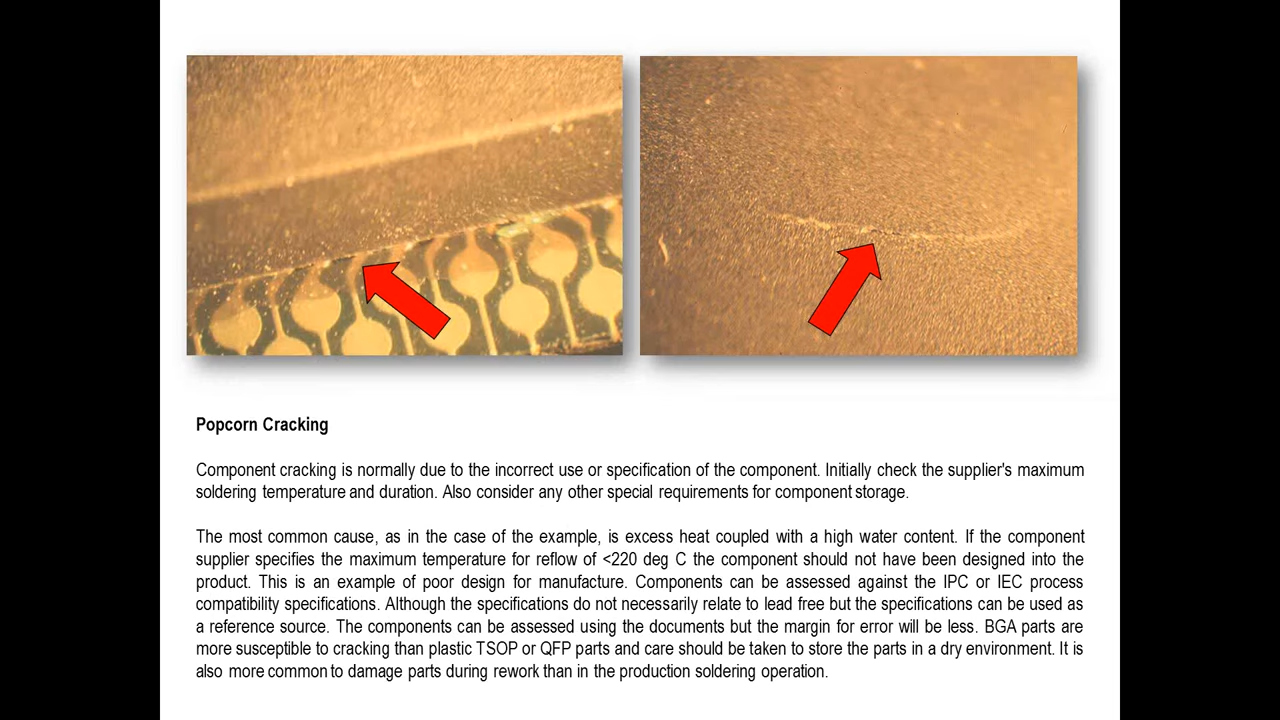 Popcorn Cracking
Component cracking is normally due to the incorrect use or specification of the component. Initially check the supplier's maximum
soldering temperature and duration. Also consider any other special requirements for component storage.
The most common cause, as in the case of the example, is excess heat coupled with a high water content. If the component
supplier specifies the maximum temperature for reflow of <220 deg C the component should not have been designed into the
product. This is an example of poor design for manufacture. Components can be assessed against the IPC or IEC process
compatibility specifications. Although the specifications do not necessarily relate to lead free but the specifications can be used as
a reference source. The components can be assessed using the documents but the margin for error will be less. BGA parts are
more susceptible to cracking than plastic TSOP or QFP parts and care should be taken to store the parts in a dry environment. It is
also more common to damage parts during rework than in the production soldering operation.